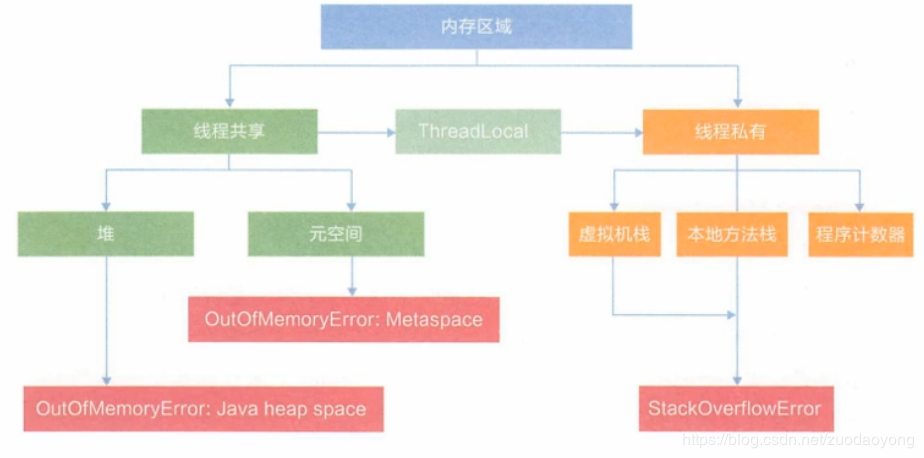 内存区域
线程共享
ThreadLocal
线程私有
堆
元空间
虚拟机栈
本地方法栈
程序计数器
OutOfMemoryError: Metaspace
OutOfMemoryError: Java heap space
StackOverflowError
https://blog.csdn.net/zuodaoyong